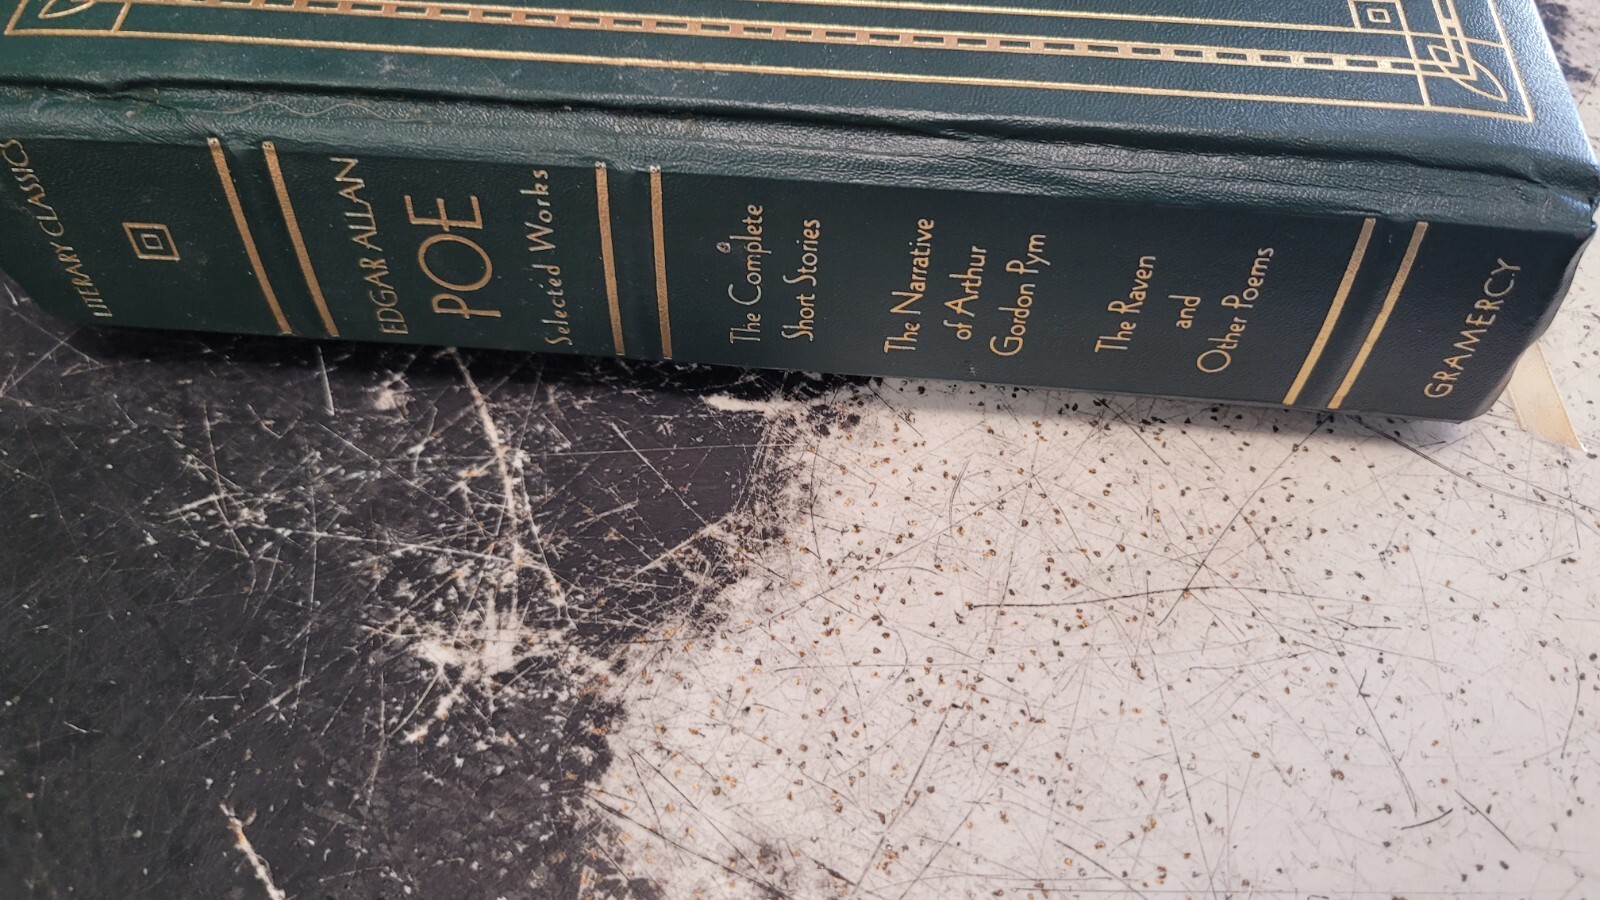 LITERARY CLASSICS
EDGAR ALLAN
POE
Selected Works
The Complete
Short Stories
The Narrative
of Arthur
Gordon Pym
The Raven
and
Other Poems
GRAMERCY